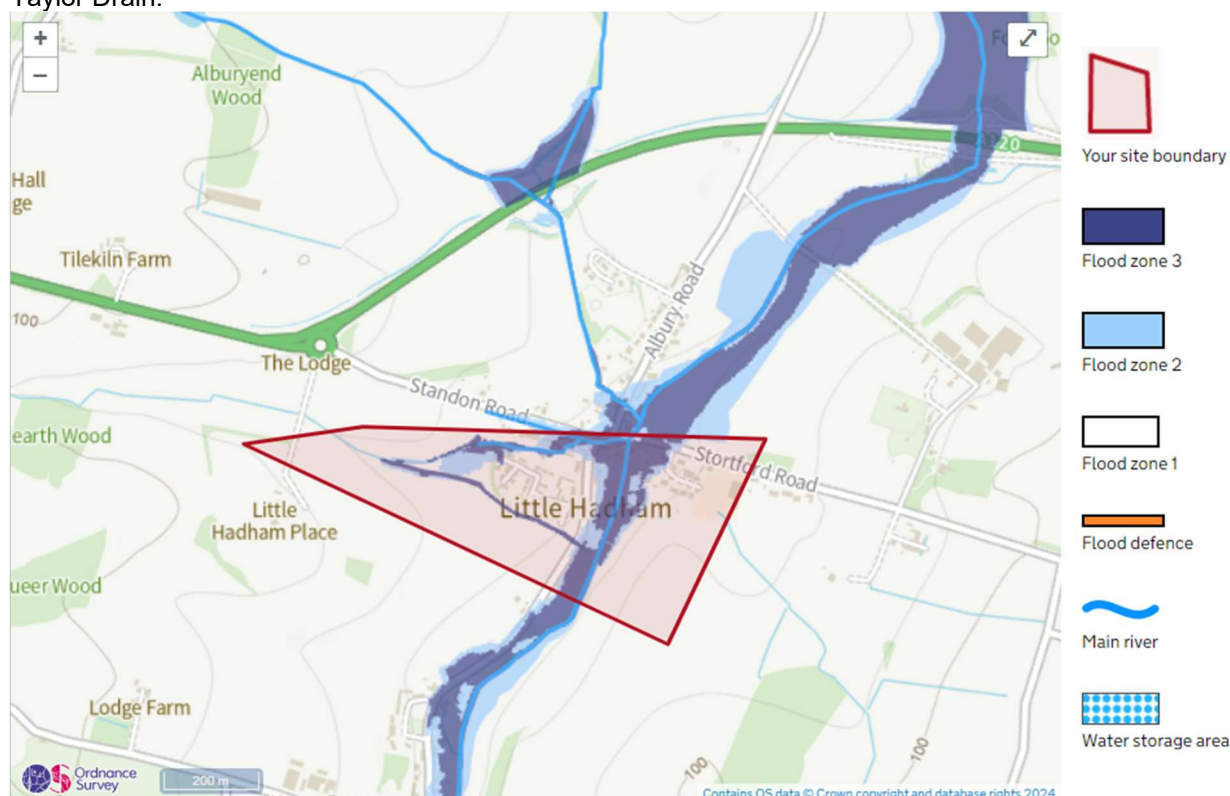 Taylor Drain.
+
−
Alburyend
Wood
Hall
ge
Tilekiln Farm
100
The Lodge
Albury Road
A120
Standon Road
earth Wood
Stortford Road
Little Hadham
Little
Hadham Place
ueer Wood
Lodge Farm
100
100
Ordnance
Survey
200 m
Contains OS data © Crown copyright and database rights 2024
Your site boundary
Flood zone 3
Flood zone 2
Flood zone 1
Flood defence
Main river
Water storage area